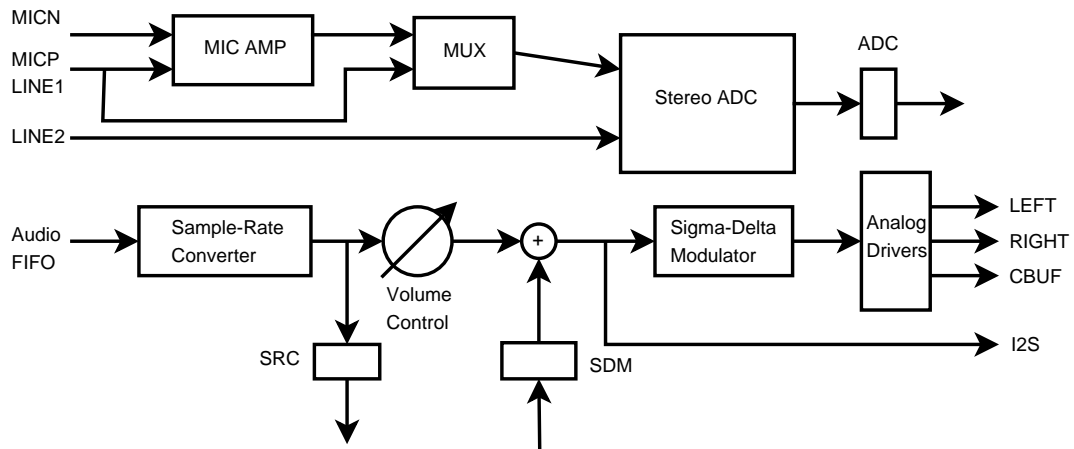 MICN
MIC AMP
MUX
ADC
MICP
LINE1
Stereo ADC
LINE2
Audio
FIFO
Sample-Rate
Converter
Volume
Control
+
Sigma-Delta
Modulator
Analog
Drivers
LEFT
RIGHT
CBUF
SRC
SDM
I2S